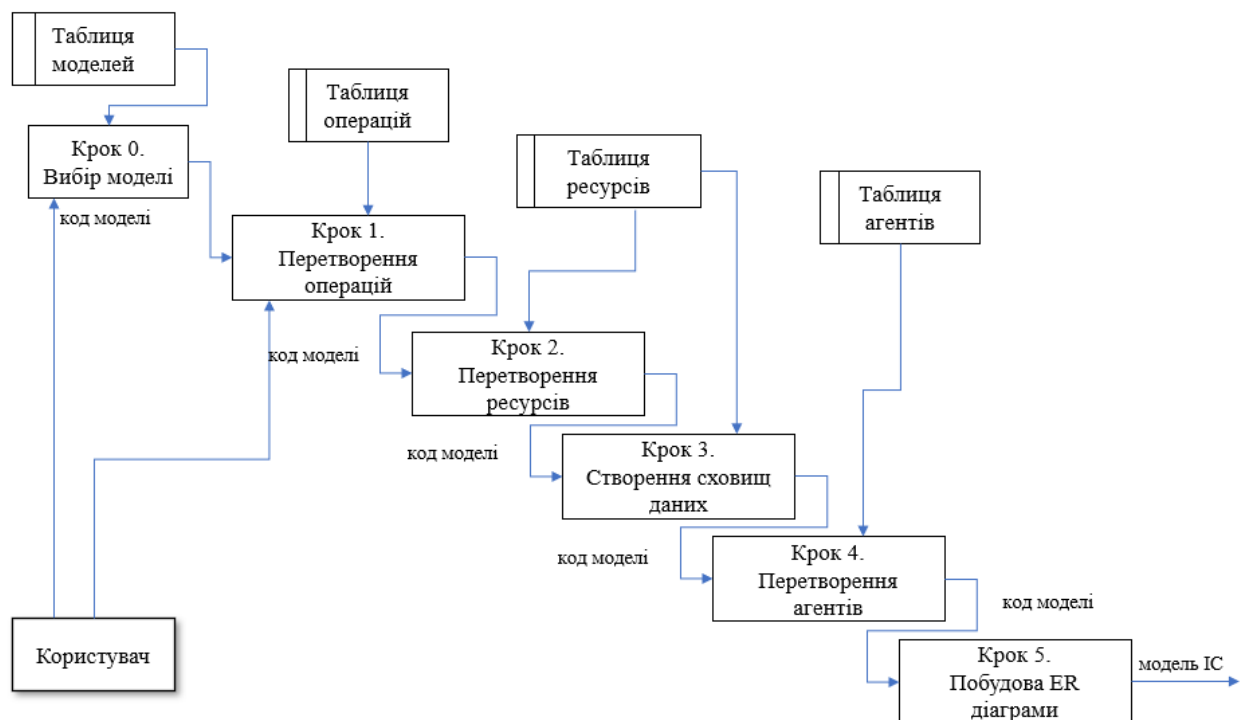 Таблиця
моделей
Таблиця
операцій
Крок 0.
Вибір моделі
Таблиця
ресурсів
Таблиця
агентів
код моделі
Крок 1.
Перетворення
операцій
код моделі
Крок 2.
Перетворення
ресурсів
код моделі
Крок 3.
Створення сховищ
даних
код моделі
Крок 4.
Перетворення
агентів
код моделі
Користувач
Крок 5.
Побудова ER
діаграми
модель ІС